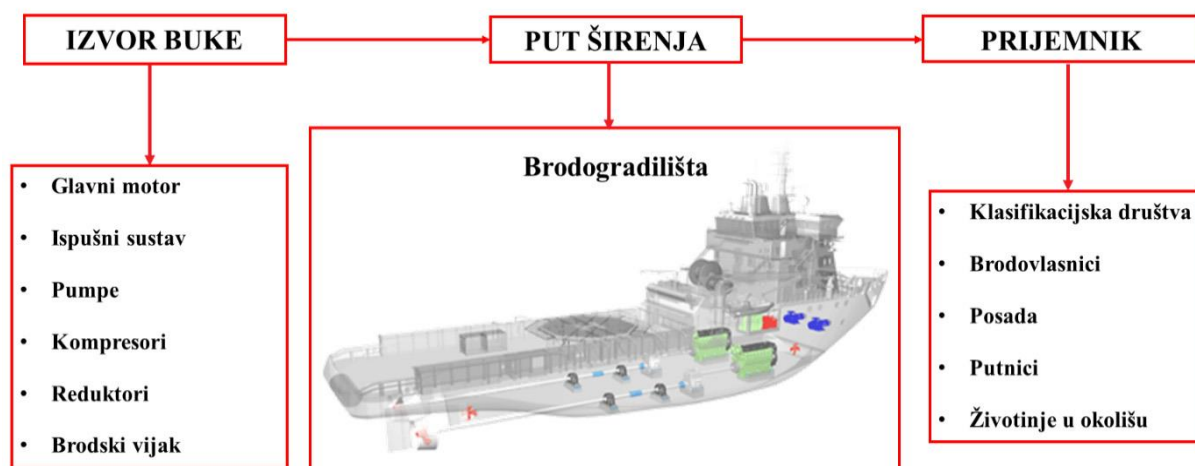 IZVOR BUKE
PUT ŠIRENJA
PRIJEMNIK
• Glavni motor
• Ispušni sustav
• Pumpe
• Kompresori
• Reduktori
• Brodski vijak
Brodogradilišta
• Klasifikacijska društva
• Brodovlasnici
• Posada
• Putnici
• Životinje u okolišu